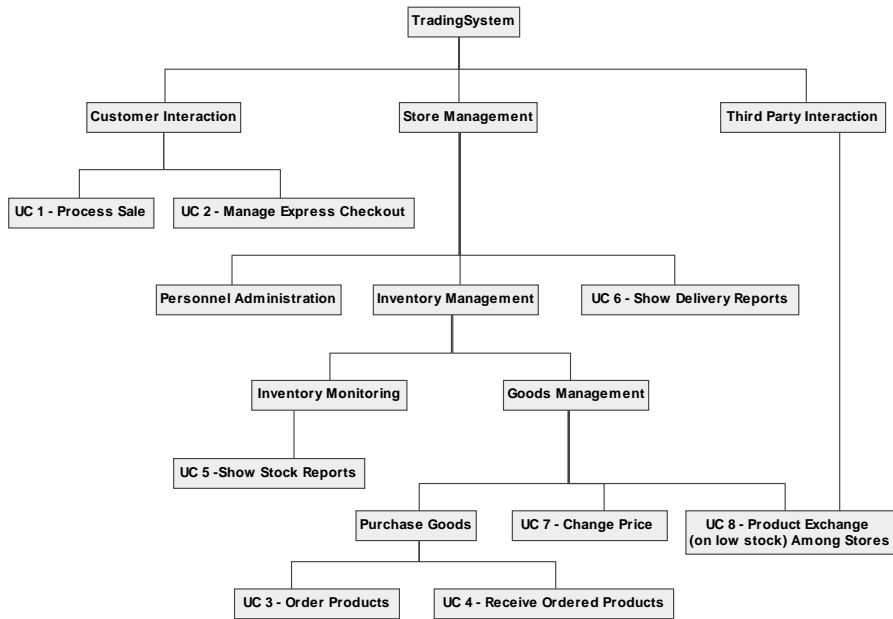 TradingSystem
Customer Interaction
Store Management
Third Party Interaction
UC 1 - Process Sale
UC 2 - Manage Express Checkout
Personnel Administration
Inventory Management
UC 6 - Show Delivery Reports
Inventory Monitoring
Goods Management
UC 5 -Show Stock Reports
Purchase Goods
UC 7 - Change Price
UC 8 - Product Exchange
(on low stock) Among Stores
UC 3 - Order Products
UC 4 - Receive Ordered Products